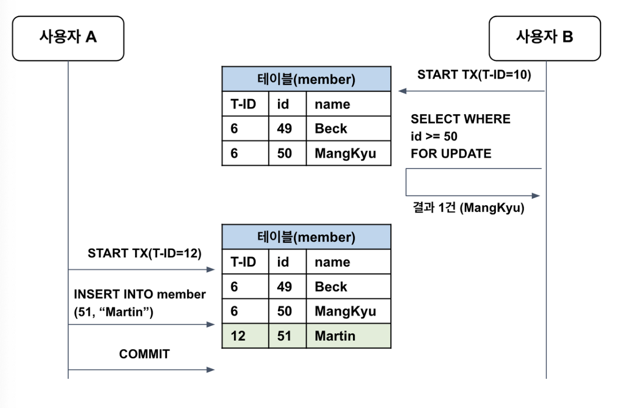 사용자 A
사용자 B
START TX(T-ID=10)
테이블(member)
T-ID id name
6 49 Beck
6 50 MangKyu
SELECT WHERE
id >= 50
FOR UPDATE
결과 1건 (MangKyu)
테이블(member)
START TX(T-ID=12)
T-ID id name
6 49 Beck
INSERT INTO member
(51, “Martin”)
6 50 MangKyu
12 51 Martin
COMMIT